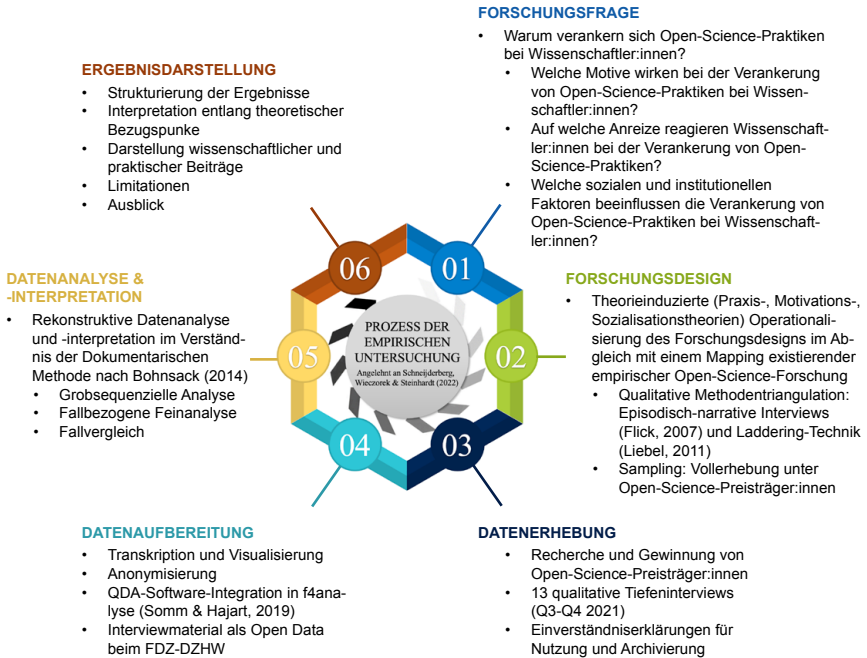 FORSCHUNGSFRAGE
• Warum verankern sich Open-Science-Praktiken
bei Wissenschaftler:innen?
• Welche Motive wirken bei der Verankerung
von Open-Science-Praktiken bei Wissen-
schaftler:innen?
• Auf welche Anreize reagieren Wissenschaft-
ler:innen bei der Verankerung von Open-
Science-Praktiken?
• Welche sozialen und institutionellen
Faktoren beeinflussen die Verankerung von
Open-Science-Praktiken bei Wissenschaft-
ler:innen?
01
FORSCHUNGSDESIGN
• Theorieinduzierte (Praxis-, Motivations-,
Sozialisationstheorien) Operationali-
sierung des Forschungsdesigns im Ab-
gleich mit einem Mapping existierender
empirischer Open-Science-Forschung
• Qualitative Methodentriangulation:
Episodisch-narrative Interviews
(Flick, 2007) und Laddering-Technik
(Liebel, 2011)
• Sampling: Vollerhebung unter
Open-Science-Preisträger:innen
02
DATENERHEBUNG
• Recherche und Gewinnung von
Open-Science-Preisträger:innen
• 13 qualitative Tiefeninterviews
(Q3-Q4 2021)
• Einverständniserklärungen für
Nutzung und Archivierung
03
DATENAUFBEREITUNG
• Transkription und Visualisierung
• Anonymisierung
• QDA-Software-Integration in f4ana-
lyse (Somm & Hajart, 2019)
• Interviewmaterial als Open Data
beim FDZ-DZHW
04
DATENANALYSE &
-INTERPRETATION
• Rekonstruktive Datenanalyse
und -interpretation im Verständ-
nis der Dokumentarischen
Methode nach Bohnsack (2014)
• Grobsequenzielle Analyse
• Fallbezogene Feinanalyse
• Fallvergleich
05
ERGEBNISDARSTELLUNG
• Strukturierung der Ergebnisse
• Interpretation entlang theoretischer
Bezugspunke
• Darstellung wissenschaftlicher und
praktischer Beiträge
• Limitationen
• Ausblick
06
PROZESS DER
EMPIRISCHEN
UNTERSUCHUNG
Angelehnt an Schneijderberg,
Wieczorek & Steinhardt (2022)